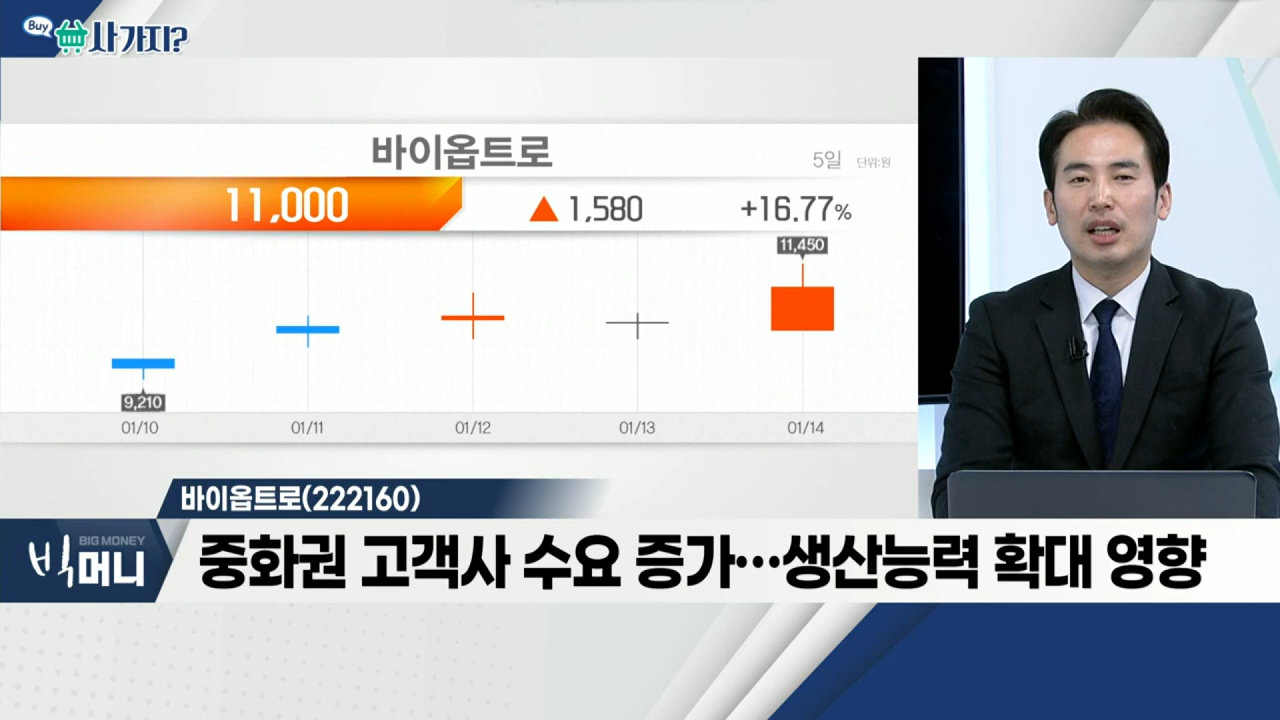 Buy
사가지?
바이옵트로
5일 단위:원
11,000 ▲ 1,580 +16.77%
11,450
9,210
01/10 01/11 01/12 01/13 01/14
바이옵트로(222160)
BIG MONEY
빅머니
중화권 고객사 수요 증가…생산능력 확대 영향